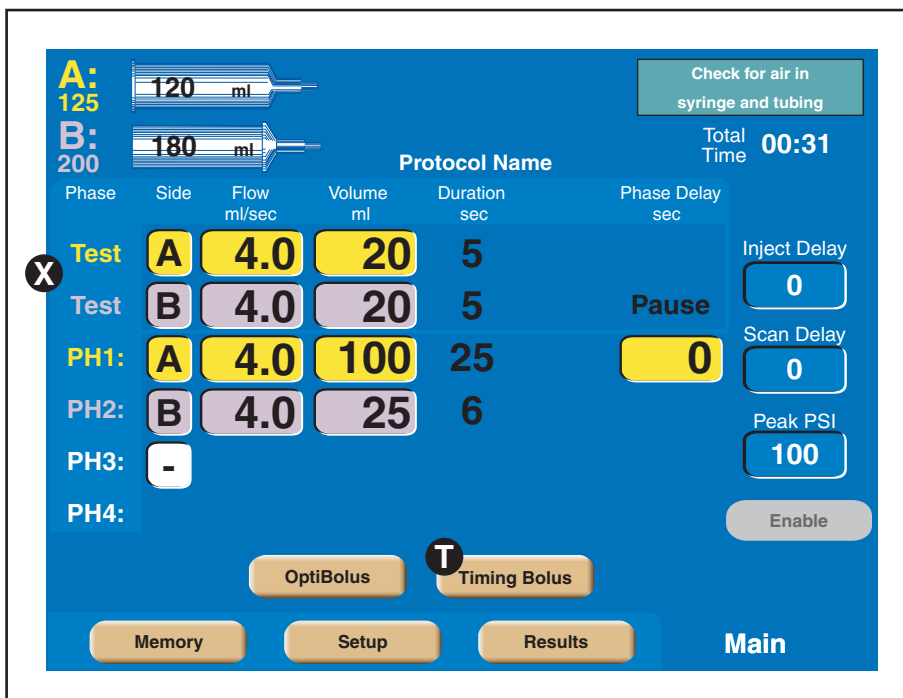 A:
125
120 ml
Check for air in
syringe and tubing
B:
200
180 ml
Protocol Name
Total
Time 00:31
Phase Side Flow
ml/sec Volume
ml Duration
sec Phase Delay
sec
X
Test A 4.0 20 5
Inject Delay
0
Test B 4.0 20 5 Pause
PH1: A 4.0 100 25 0
Scan Delay
0
PH2: B 4.0 25 6
Peak PSI
100
PH3: -
PH4:
Enable
T
OptiBolus Timing Bolus
Memory Setup Results Main